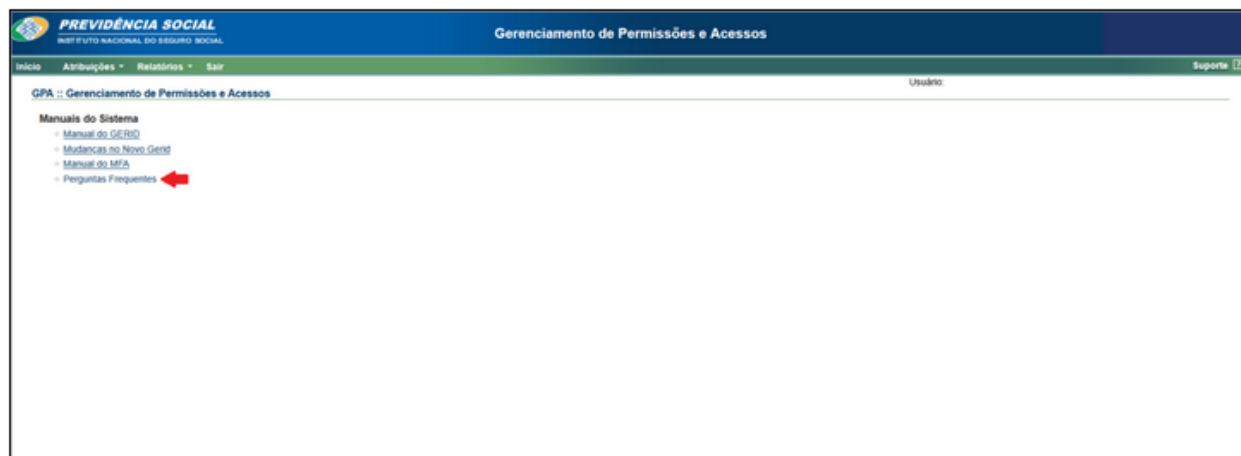 PREVIDÊNCIA SOCIAL
INSTITUTO NACIONAL DO SEGURO SOCIAL
Gerenciamento de Permissões e Acessos
Início Atribuições Relatórios Sair Suporte
Usuário:
GPA :: Gerenciamento de Permissões e Acessos
Manuais do Sistema
Manual do GERID
Mudanças no Novo Gerid
Manual do MFA
Perguntas Frequentes